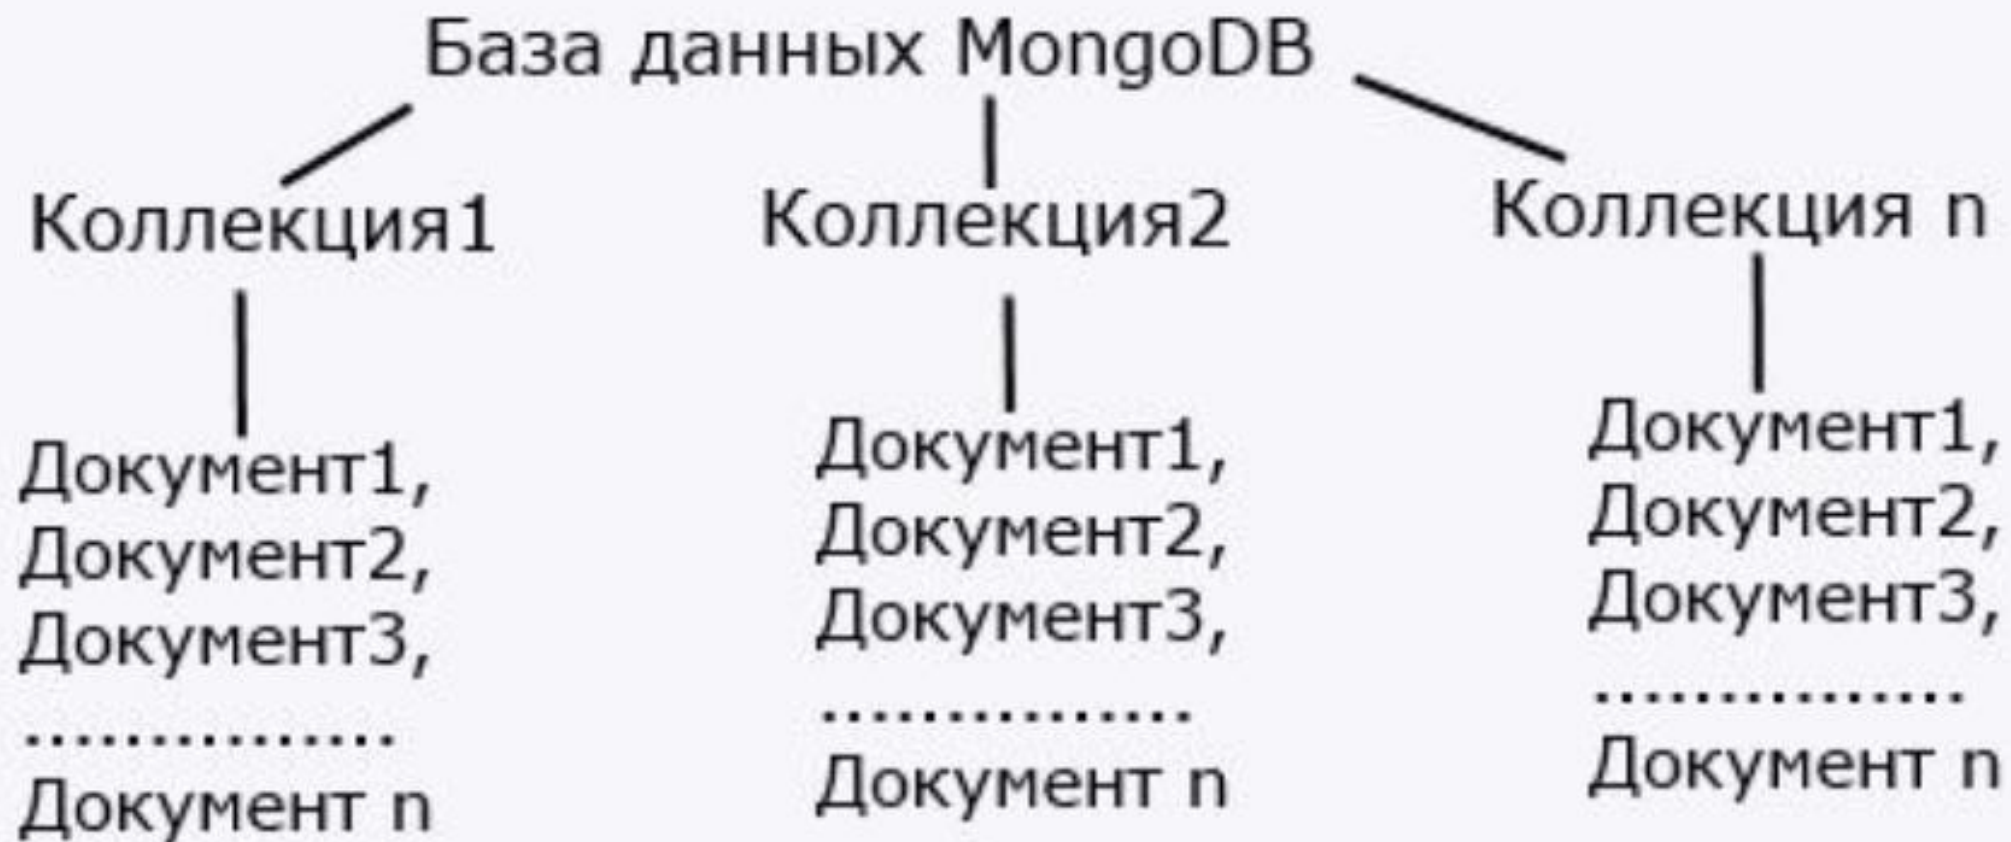 База данных MongoDB
Коллекция1
Коллекция2
Коллекция n
Документ1,
Документ2,
Документ3,
...............
Документ n
Документ1,
Документ2,
Документ3,
...............
Документ n
Документ1,
Документ2,
Документ3,
...............
Документ n